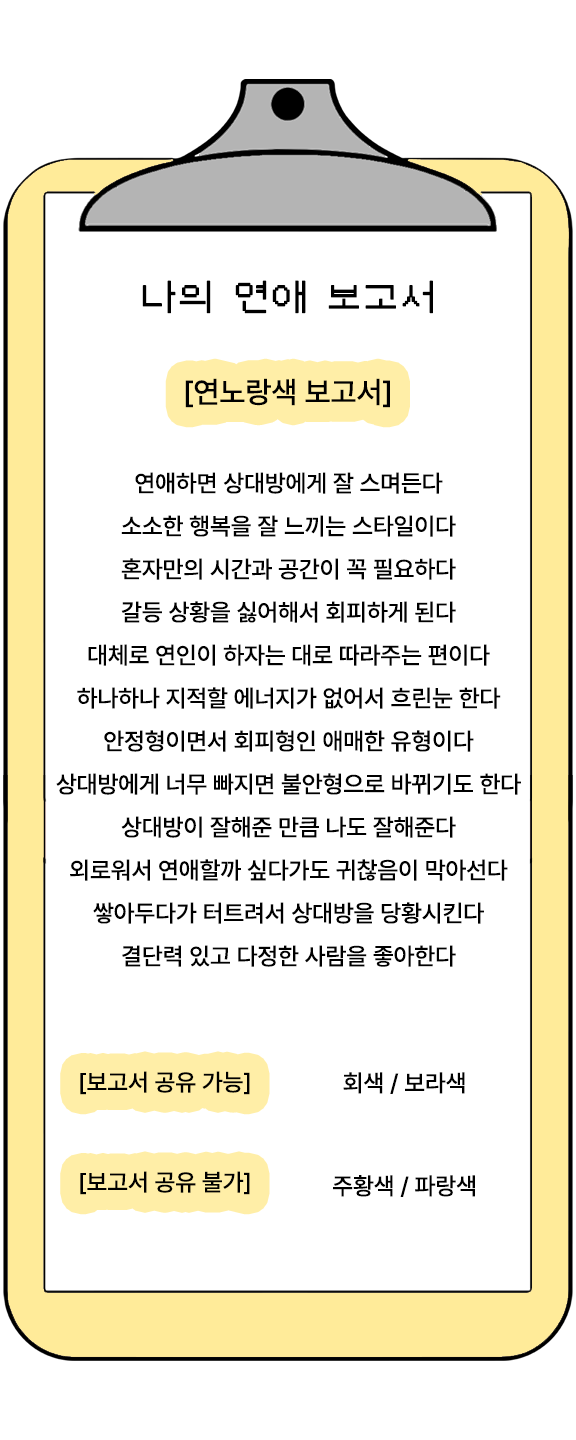 나의 연애 보고서
[연노랑색 보고서]
연애하면 상대방에게 잘 스며든다
소소한 행복을 잘 느끼는 스타일이다
혼자만의 시간과 공간이 꼭 필요하다
갈등 상황을 싫어해서 회피하게 된다
대체로 연인이 하자는 대로 따라주는 편이다
하나하나 지적할 에너지가 없어서 흐린눈 한다
안정형이면서 회피형인 애매한 유형이다
상대방에게 너무 빠지면 불안형으로 바뀌기도 한다
상대방이 잘해준 만큼 나도 잘해준다
외로워서 연애할까 싶다가도 귀찮음이 막아선다
쌓아두다가 터트려서 상대방을 당황시킨다
결단력 있고 다정한 사람을 좋아한다
[보고서 공유 가능] 회색 / 보라색
[보고서 공유 불가] 주황색 / 파랑색